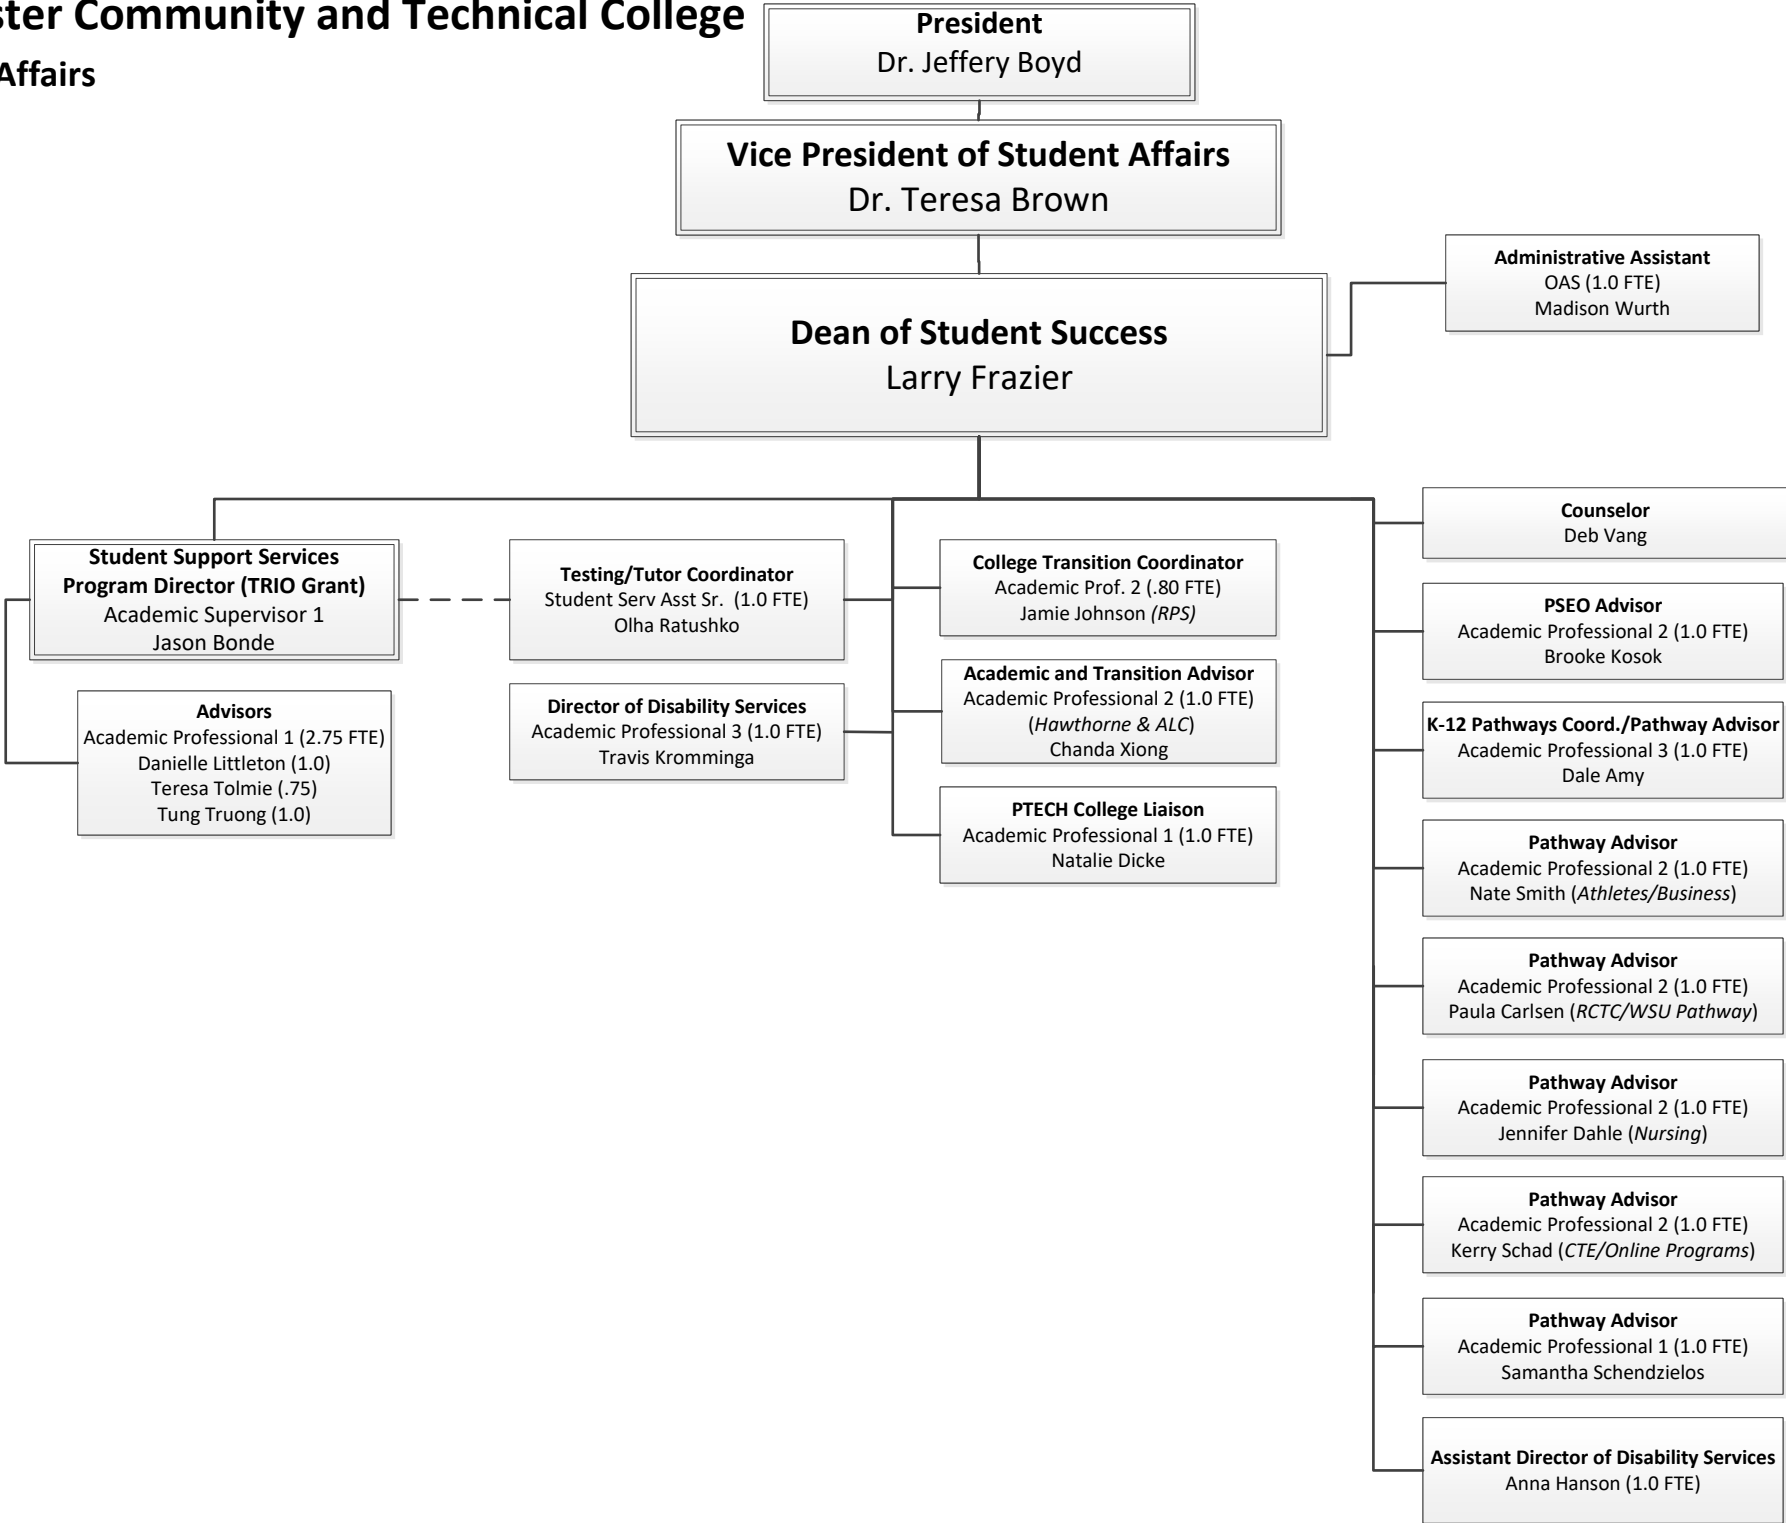 ster Community and Technical College
Affairs
President
Dr. Jeffery Boyd
Vice President of Student Affairs
Dr. Teresa Brown
Dean of Student Success
Larry Frazier
Administrative Assistant
OAS (1.0 FTE)
Madison Wurth
Student Support Services
Program Director (TRIO Grant)
Academic Supervisor 1
Jason Bonde
Advisors
Academic Professional 1 (2.75 FTE)
Danielle Littleton (1.0)
Teresa Tolmie (.75)
Tung Truong (1.0)
Testing/Tutor Coordinator
Student Serv Asst Sr.  (1.0 FTE)
Olha Ratushko
Director of Disability Services
Academic Professional 3 (1.0 FTE)
Travis Kromminga
College Transition Coordinator
Academic Prof. 2 (.80 FTE)
Jamie Johnson (RPS)
Academic and Transition Advisor
Academic Professional 2 (1.0 FTE)
(Hawthorne & ALC)
Chanda Xiong
PTECH College Liaison
Academic Professional 1 (1.0 FTE)
Natalie Dicke
Counselor
Deb Vang
PSEO Advisor
Academic Professional 2 (1.0 FTE)
Brooke Kosok
K-12 Pathways Coord./Pathway Advisor
Academic Professional 3 (1.0 FTE)
Dale Amy
Pathway Advisor
Academic Professional 2 (1.0 FTE)
Nate Smith (Athletes/Business)
Pathway Advisor
Academic Professional 2 (1.0 FTE)
Paula Carlsen (RCTC/WSU Pathway)
Pathway Advisor
Academic Professional 2 (1.0 FTE)
Jennifer Dahle (Nursing)
Pathway Advisor
Academic Professional 2 (1.0 FTE)
Kerry Schad (CTE/Online Programs)
Pathway Advisor
Academic Professional 1 (1.0 FTE)
Samantha Schendzielos
Assistant Director of Disability Services
Anna Hanson (1.0 FTE)